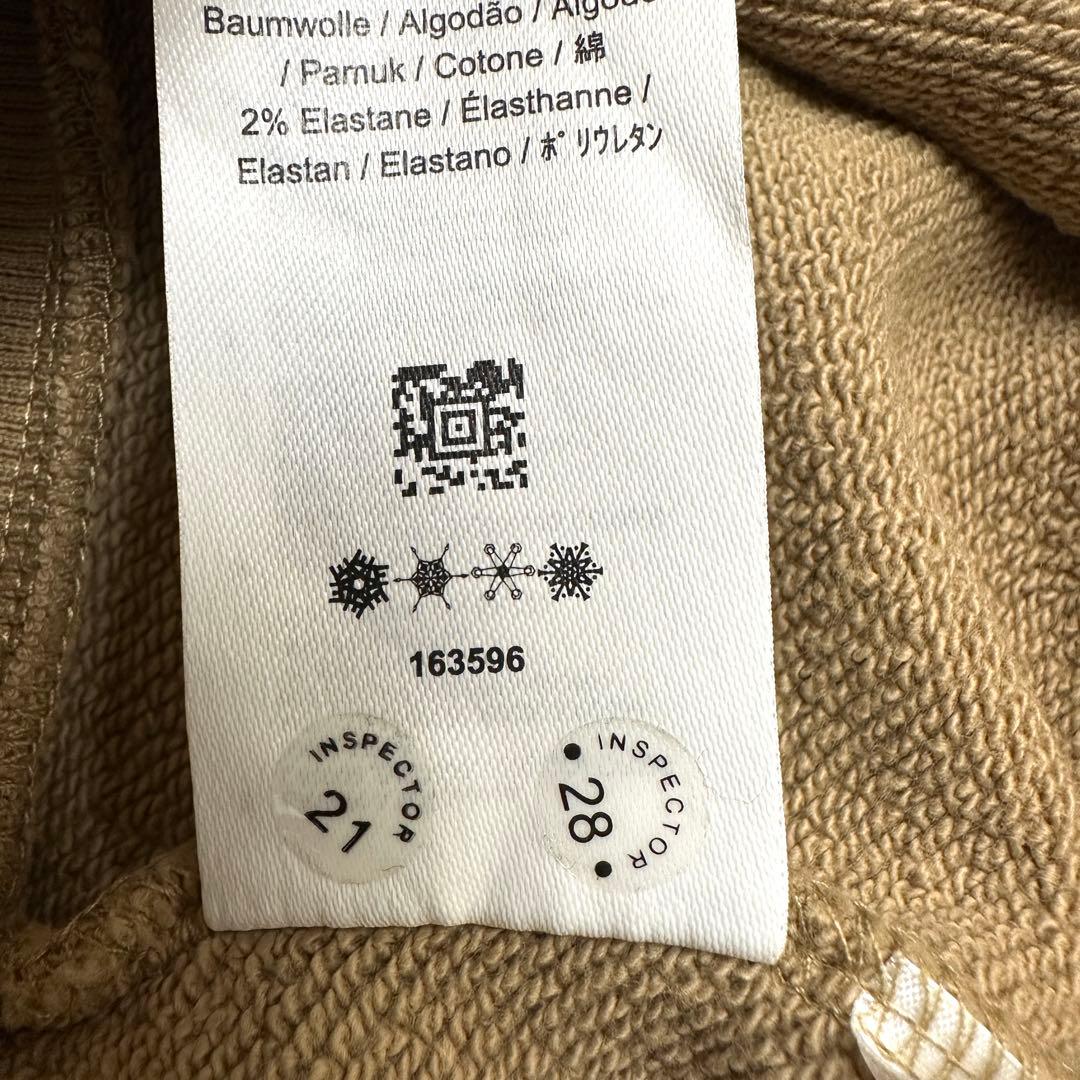 Baumwolle / Algodão / Algodó
/ Pamuk / Cotone / 綿
2% Elastane / Élasthanne /
Elastan / Elastano / ﾎﾟﾘｳﾚﾀﾝ
163596
INSPECTOR
21
INSPECTOR
28